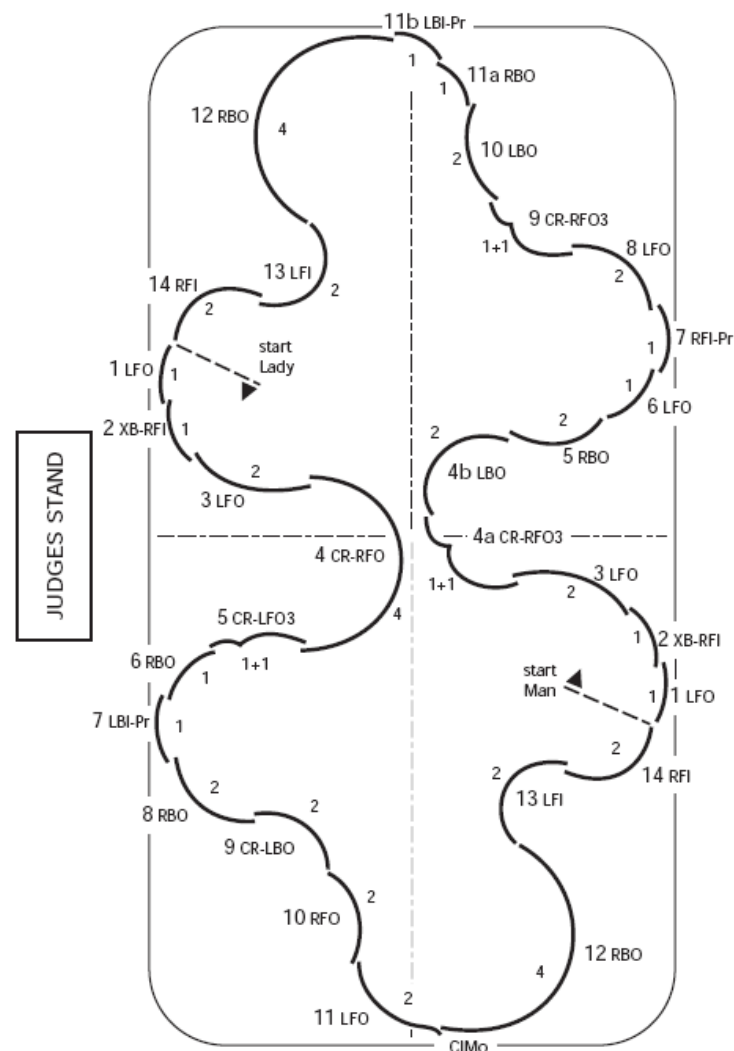 11b LBI-Pr
1
11a RBO
1
12 RBO
4
2
10 LBO
9 CR-RFO3
1+1
8 LFO
2
13 LFI
2
14 RFI
2
7 RFI-Pr
1
start
Lady
1 LFO
1
1
6 LFO
2 XB-RFI
1
2
2
5 RBO
4b LBO
2
3 LFO
JUDGES STAND
4a CR-RFO3
4 CR-RFO
1+1
3 LFO
2
4
5 CR-LFO3
1+1
2 XB-RFI
1
6 RBO
1
start
Man
1
1 LFO
7 LBI-Pr
1
2
14 RFI
2
13 LFI
2
8 RBO
2
9 CR-LBO
2
10 RFO
12 RBO
4
2
11 LFO
ClMo